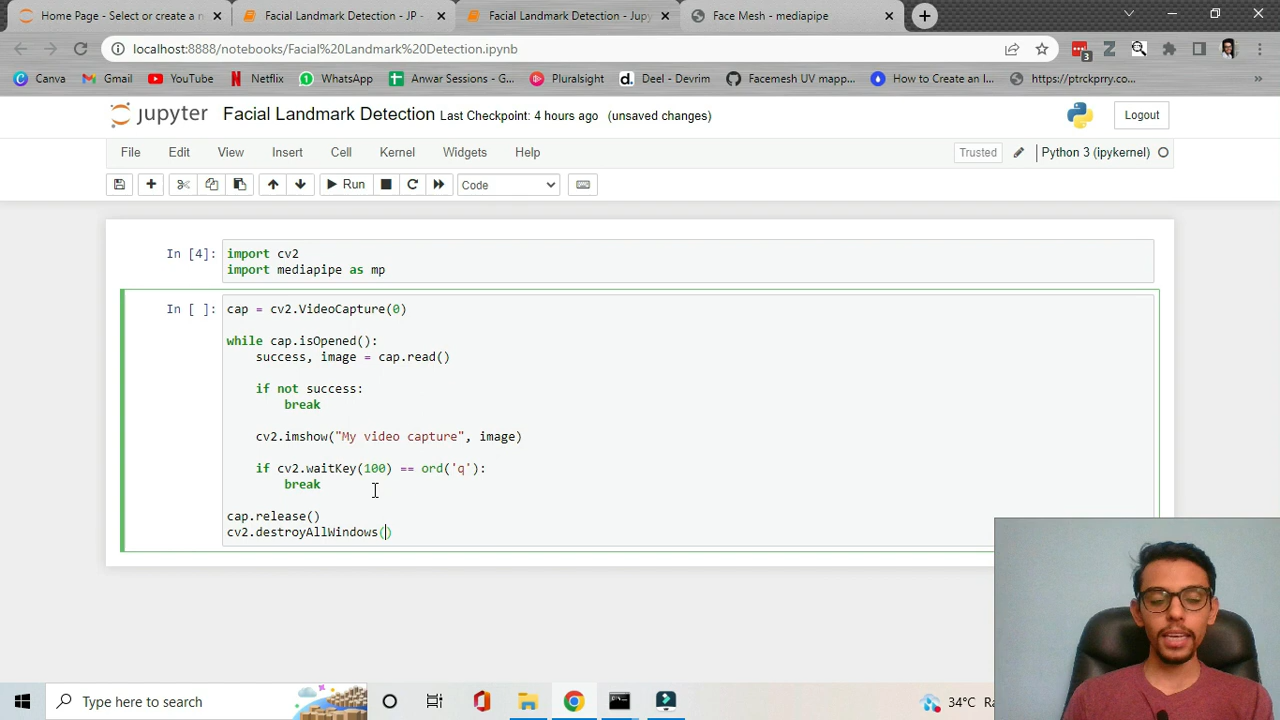 Home Page - Select or create a n
Facial Landmark Detection - JP -
Facial Landmark Detection - Jupy
Face Mesh - mediapipe
localhost:8888/notebooks/Facial%20Landmark%20Detection.ipynb
3
Canva
Gmail
YouTube
Netflix
WhatsApp
Anwar Sessions - G...
Pluralsight
Deel - Devrim
Facemesh UV mapp...
How to Create an I...
https://ptrckprry.co...
jupyter
Facial Landmark Detection Last Checkpoint: 4 hours ago (unsaved changes)
Logout
File Edit View Insert Cell Kernel Widgets Help
Trusted
Python 3 (ipykernel)
Run
Code
In [4]:
import cv2
import mediapipe as mp
In [ ]:
cap = cv2.VideoCapture(0)
while cap.isOpened():
success, image = cap.read()
if not success:
break
cv2.imshow("My video capture", image)
if cv2.waitKey(100) == ord('q'):
break
cap.release()
cv2.destroyAllWindows()
Type here to search
34°C Ra